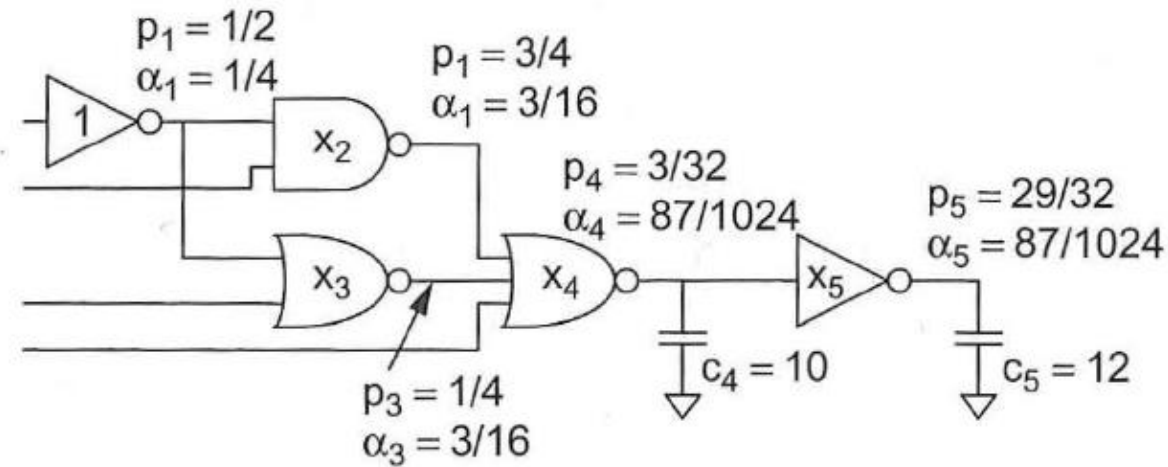 p₁ = 1/2
α₁ = 1/4
p₁ = 3/4
α₁ = 3/16
1
x₂
p₄ = 3/32
α₄ = 87/1024
p₅ = 29/32
α₅ = 87/1024
x₃
x₄
x₅
c₄ = 10
c₅ = 12
p₃ = 1/4
α₃ = 3/16